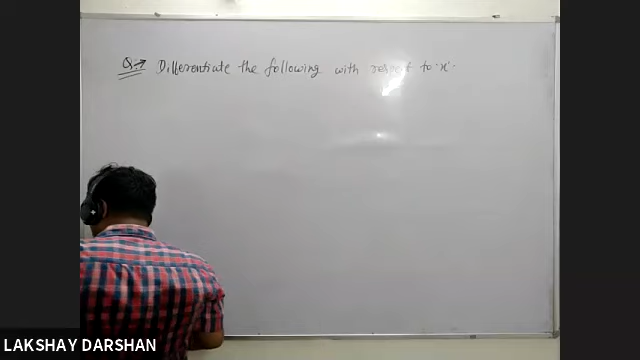 Q:→ Differentiate the following with respect to 'x'.
LAKSHAY DARSHAN